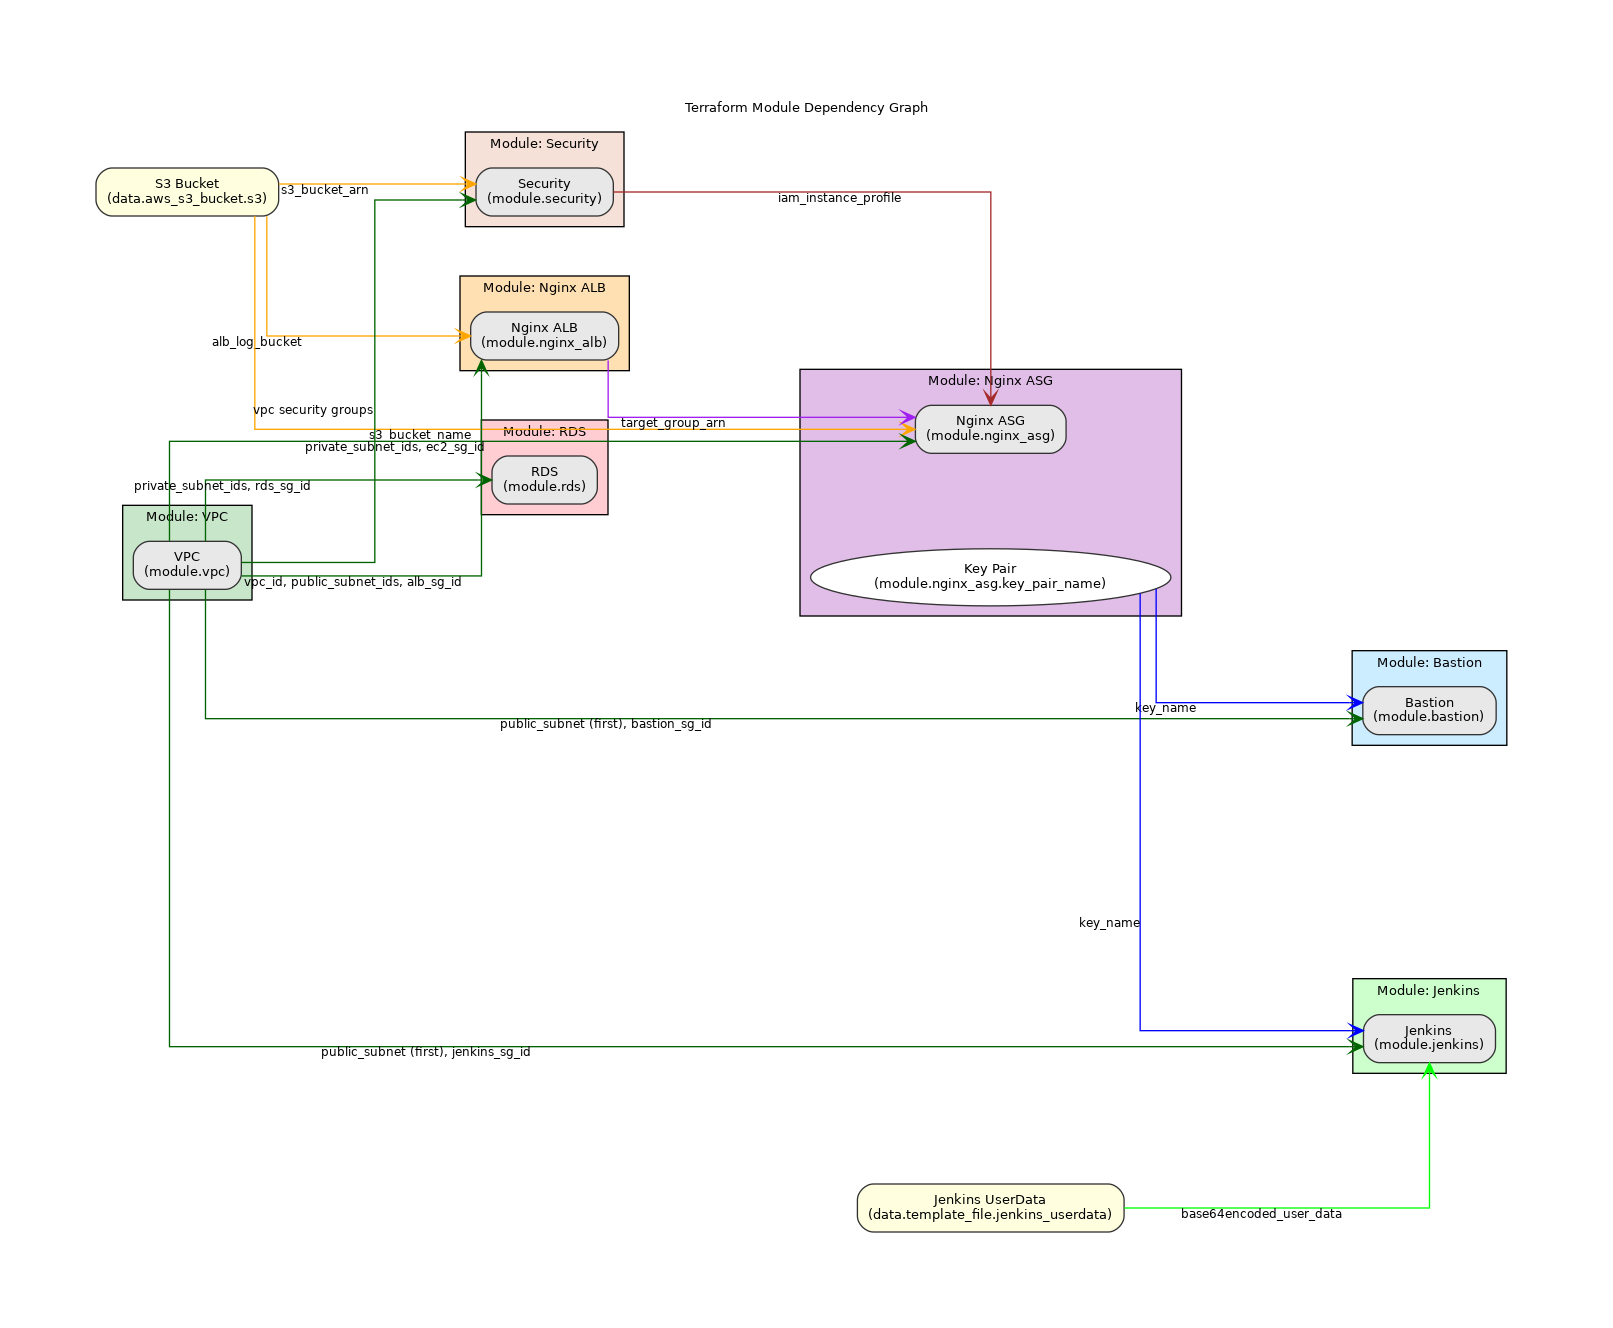 Terraform Module Dependency Graph
Module: Security
S3 Bucket
(data.aws_s3_bucket.s3)
s3_bucket_arn
Security
(module.security)
iam_instance_profile
Module: Nginx ALB
Nginx ALB
(module.nginx_alb)
alb_log_bucket
Module: Nginx ASG
vpc security groups
target_group_arn
Nginx ASG
(module.nginx_asg)
s3_bucket_name
Module: RDS
private_subnet_ids, ec2_sg_id
RDS
(module.rds)
private_subnet_ids, rds_sg_id
Module: VPC
VPC
(module.vpc)
vpc_id, public_subnet_ids, alb_sg_id
Key Pair
(module.nginx_asg.key_pair_name)
Module: Bastion
Bastion
(module.bastion)
key_name
public_subnet (first), bastion_sg_id
key_name
Module: Jenkins
Jenkins
(module.jenkins)
public_subnet (first), jenkins_sg_id
Jenkins UserData
(data.template_file.jenkins_userdata)
base64encoded_user_data